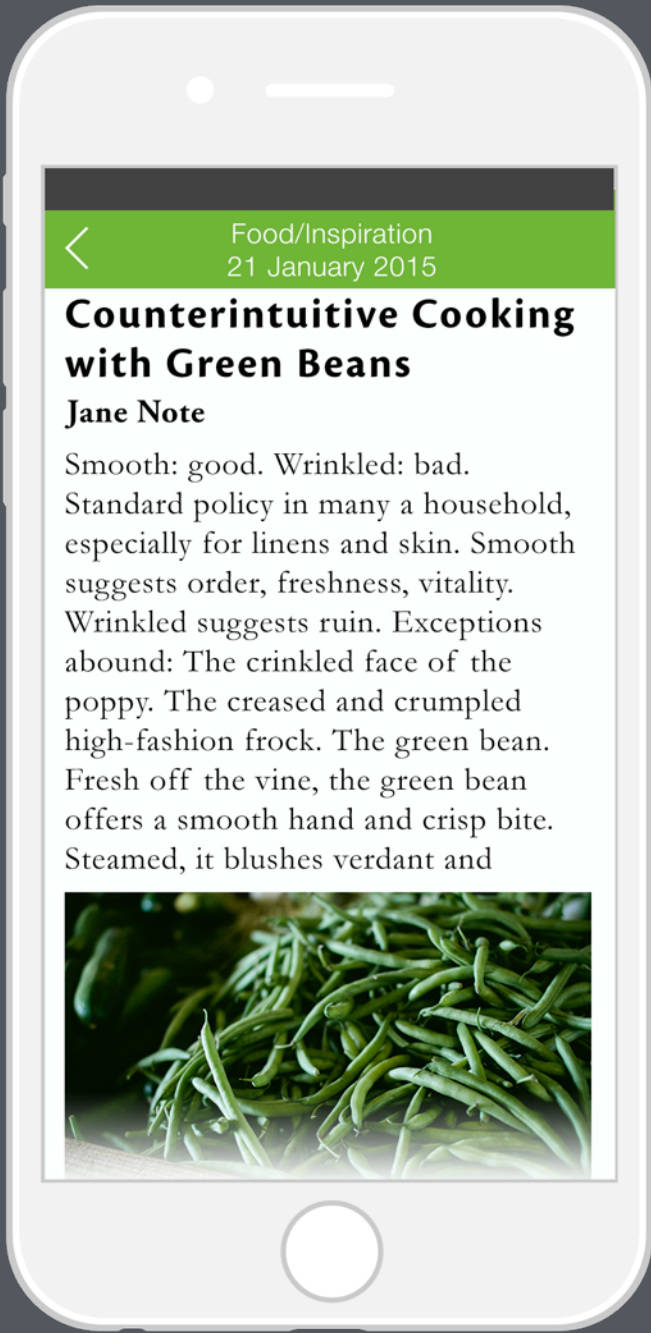 Food/Inspiration
21 January 2015
Counterintuitive Cooking
with Green Beans
Jane Note
Smooth: good. Wrinkled: bad.
Standard policy in many a household,
especially for linens and skin. Smooth
suggests order, freshness, vitality.
Wrinkled suggests ruin. Exceptions
abound: The crinkled face of the
poppy. The creased and crumpled
high-fashion frock. The green bean.
Fresh off the vine, the green bean
offers a smooth hand and crisp bite.
Steamed, it blushes verdant and